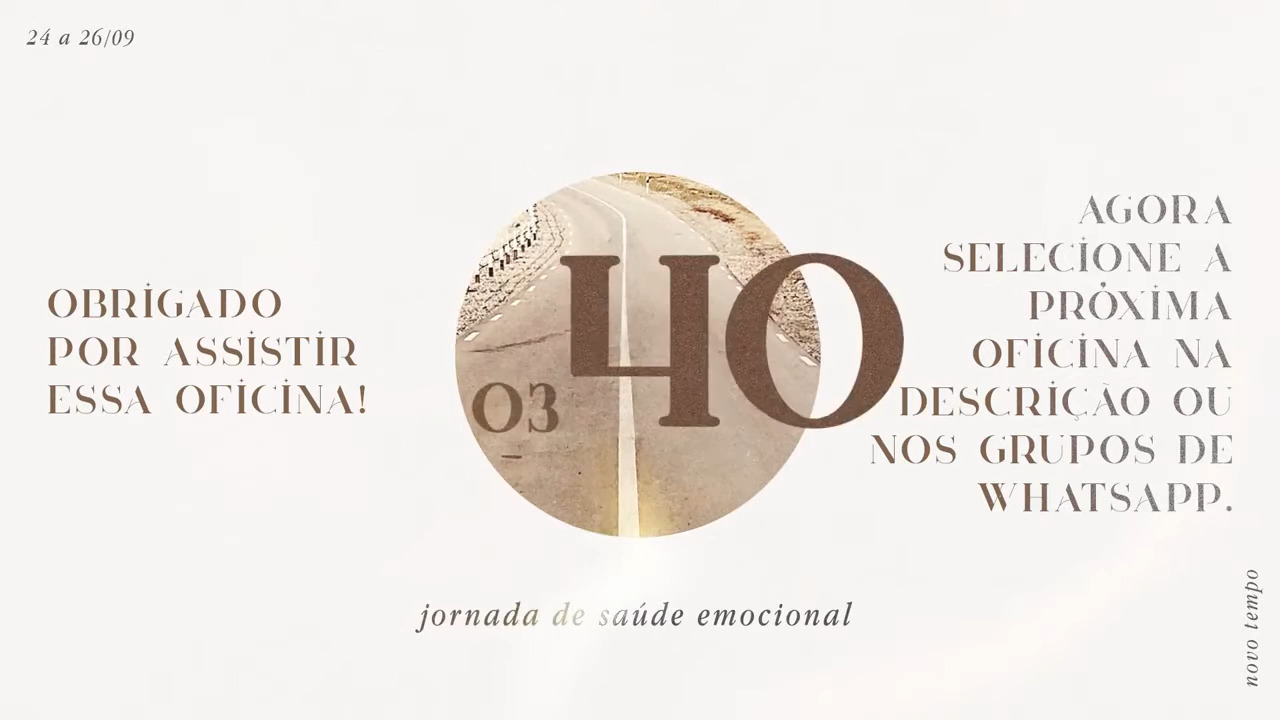 24 a 26/09
OBRIGADO
POR ASSISTIR
ESSA OFICINA!
03
40
AGORA
SELECIONE A
PRÓXIMA
OFICINA NA
DESCRIÇÃO OU
NOS GRUPOS DE
WHATSAPP.
jornada de saúde emocional
novo tempo